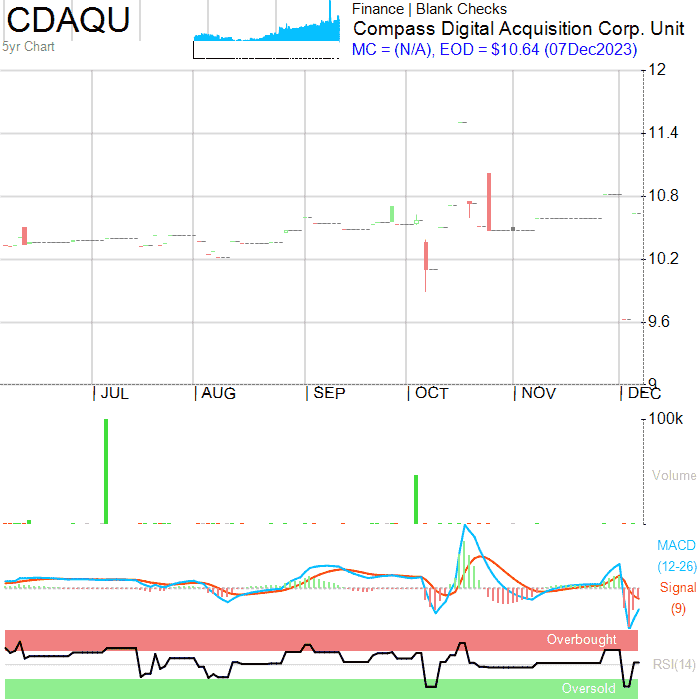 CDAQU
5yr Chart
Finance | Blank Checks
Compass Digital Acquisition Corp. Unit
MC = (N/A), EOD = $10.64 (07Dec2023)
12
11.4
10.8
10.2
9.6
9
JUL AUG SEP OCT NOV DEC
100k
Volume
MACD
(12-26)
Signal
(9)
Overbought
RSI(14)
Oversold